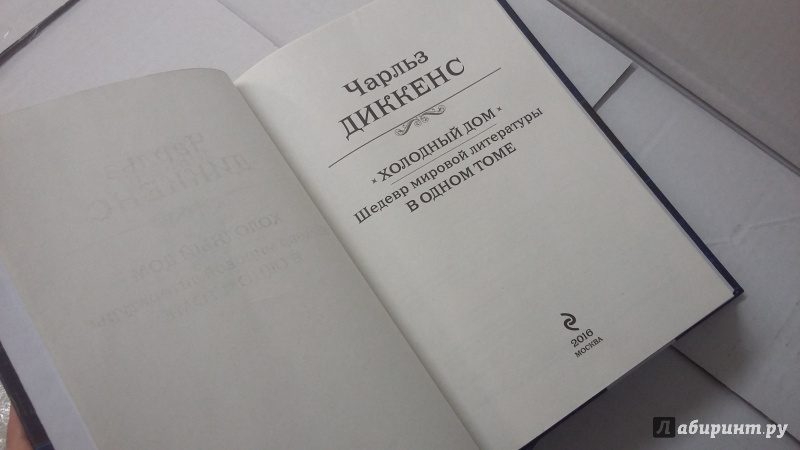 Чарльз
ДИККЕНС
"ХОЛОДНЫЙ ДОМ"
Шедевр мировой литературы
В ОДНОМ ТОМЕ
2016
МОСКВА
Лабиринт.ру